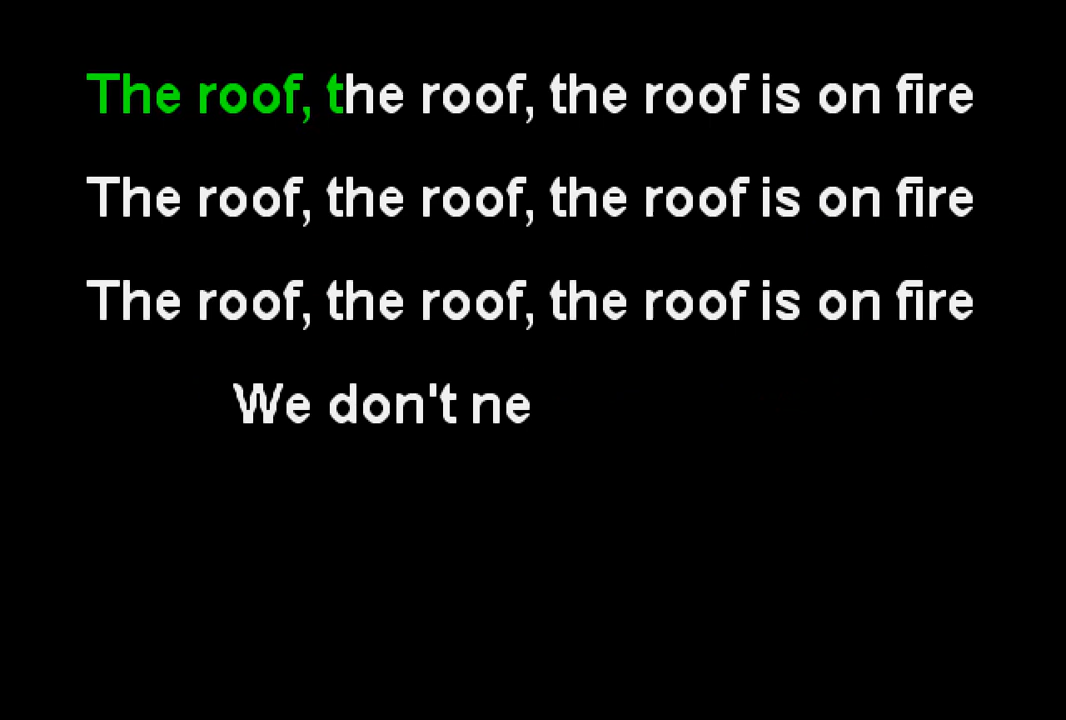 The roof, the roof, the roof is on fire
The roof, the roof, the roof is on fire
The roof, the roof, the roof is on fire
We don't ne